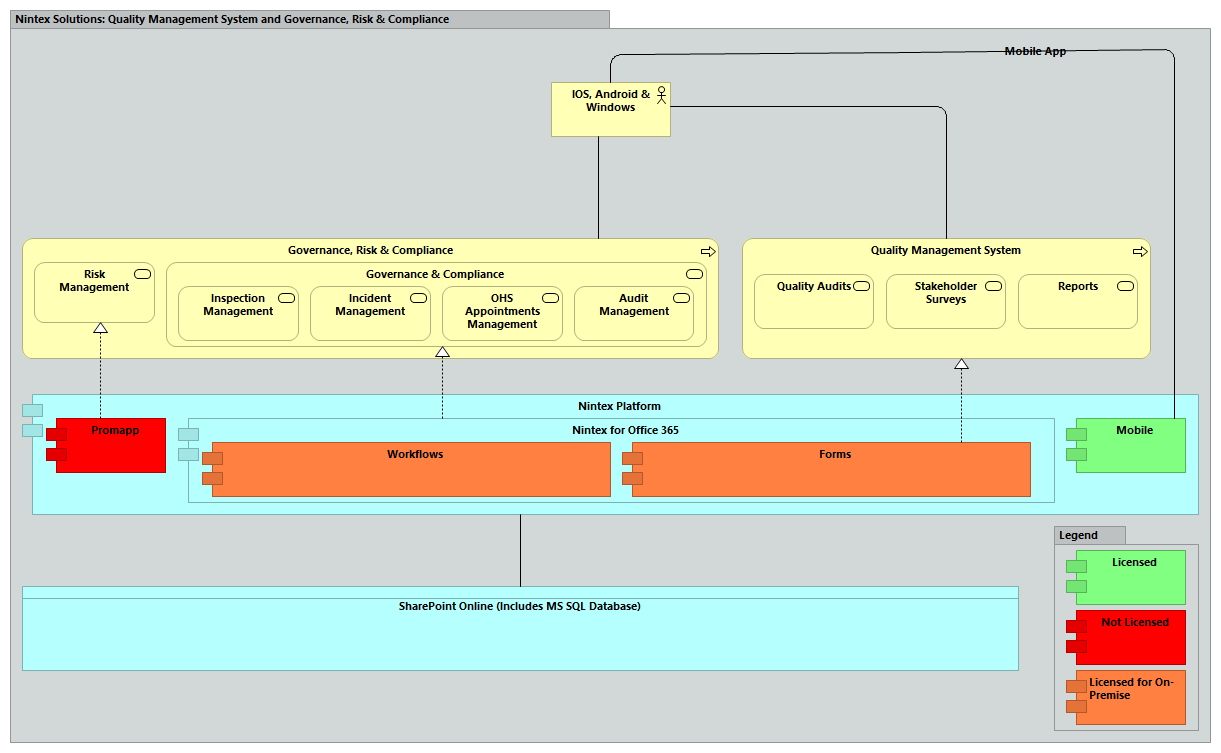 Nintex Solutions: Quality Management System and Governance, Risk & Compliance
Mobile App
IOS, Android &
Windows
Governance, Risk & Compliance
Risk
Management
Governance & Compliance
Inspection
Management
Incident
Management
OHS
Appointments
Management
Audit
Management
Quality Management System
Quality Audits
Stakeholder
Surveys
Reports
Nintex Platform
Promapp
Nintex for Office 365
Workflows
Forms
Mobile
SharePoint Online (Includes MS SQL Database)
Legend
Licensed
Not Licensed
Licensed for On-
Premise